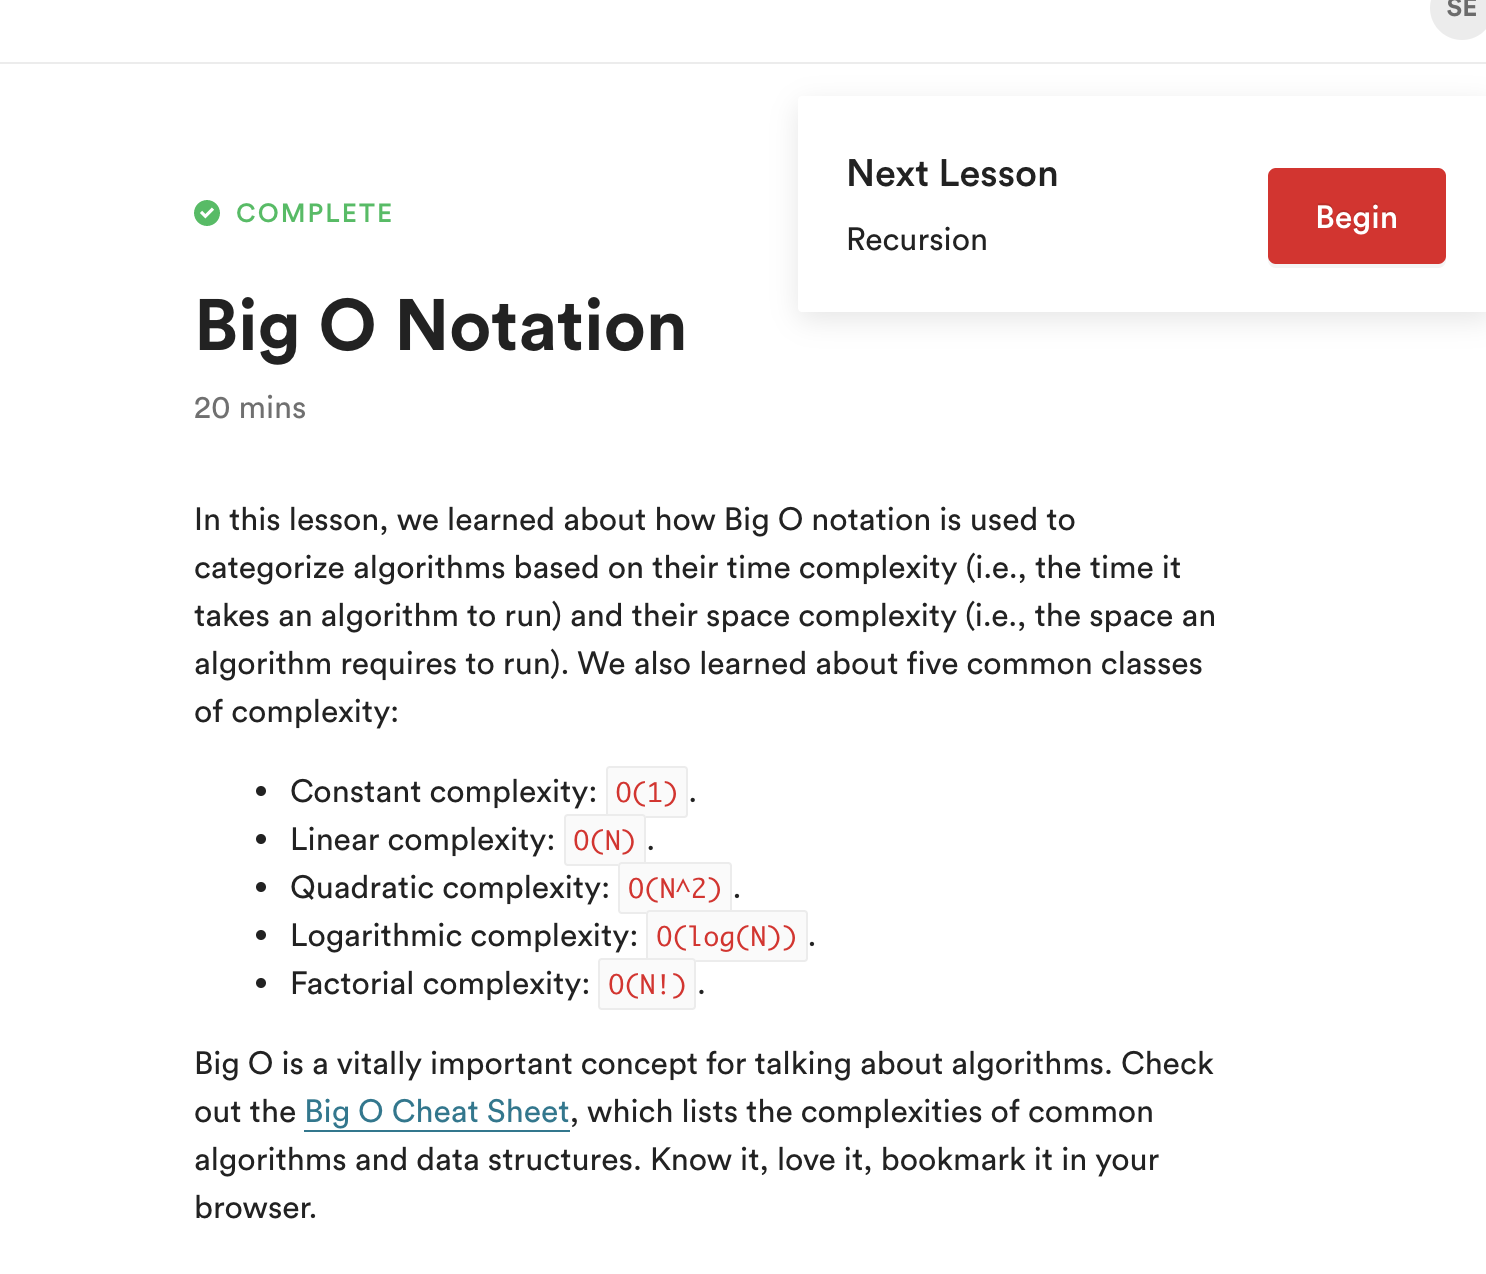 SE
Next Lesson
Recursion
Begin
COMPLETE
Big O Notation
20 mins
In this lesson, we learned about how Big O notation is used to
categorize algorithms based on their time complexity (i.e., the time it
takes an algorithm to run) and their space complexity (i.e., the space an
algorithm requires to run). We also learned about five common classes
of complexity:
• Constant complexity: O(1).
• Linear complexity: O(N).
• Quadratic complexity: O(N^2).
• Logarithmic complexity: O(log(N)).
• Factorial complexity: O(N!).
Big O is a vitally important concept for talking about algorithms. Check
out the Big O Cheat Sheet, which lists the complexities of common
algorithms and data structures. Know it, love it, bookmark it in your
browser.